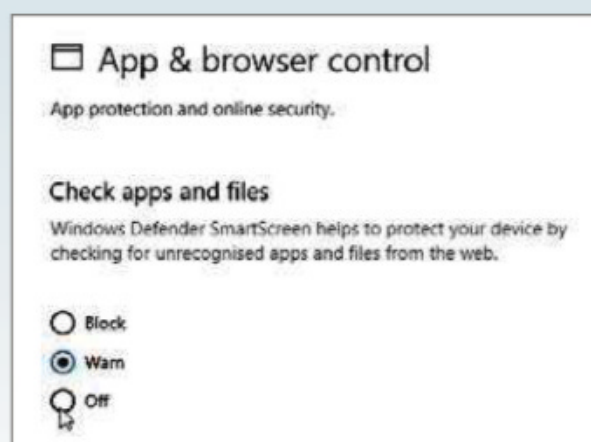 App & browser control
App protection and online security.
Check apps and files
Windows Defender SmartScreen helps to protect your device by
checking for unrecognised apps and files from the web.
Block
Warn
Off